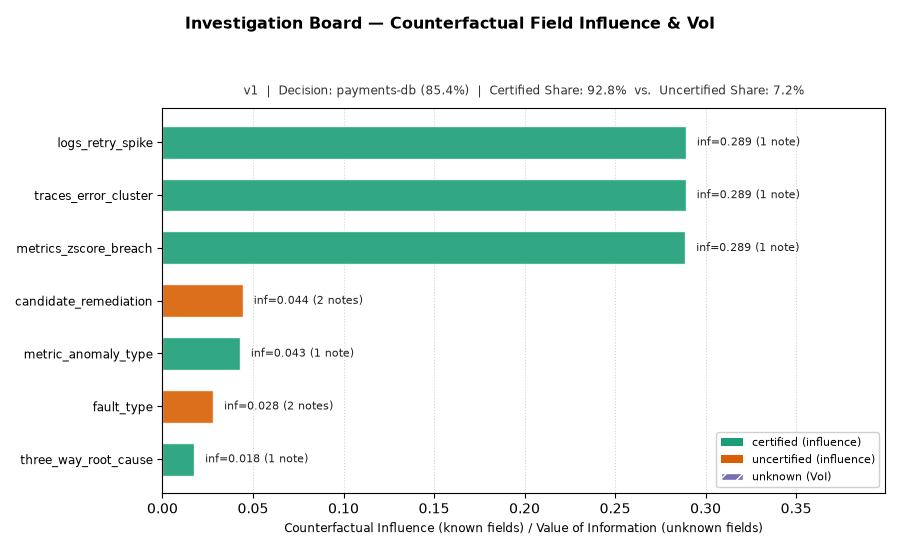 Investigation Board — Counterfactual Field Influence & VoI
v1 | Decision: payments-db (85.4%) | Certified Share: 92.8% vs. Uncertified Share: 7.2%
logs_retry_spike
inf=0.289 (1 note)
traces_error_cluster
inf=0.289 (1 note)
metrics_zscore_breach
inf=0.289 (1 note)
candidate_remediation
inf=0.044 (2 notes)
metric_anomaly_type
inf=0.043 (1 note)
fault_type
inf=0.028 (2 notes)
three_way_root_cause
inf=0.018 (1 note)
certified (influence)
uncertified (influence)
unknown (VoI)
0.00 0.05 0.10 0.15 0.20 0.25 0.30 0.35
Counterfactual Influence (known fields) / Value of Information (unknown fields)